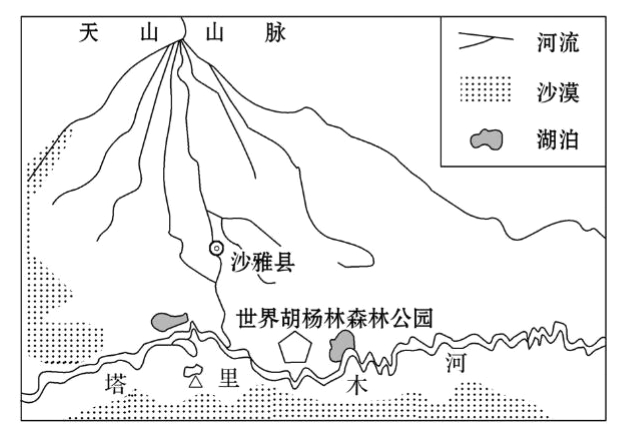 天山山脉
河流
沙漠
湖泊
沙雅县
世界胡杨林森林公园
塔里木河